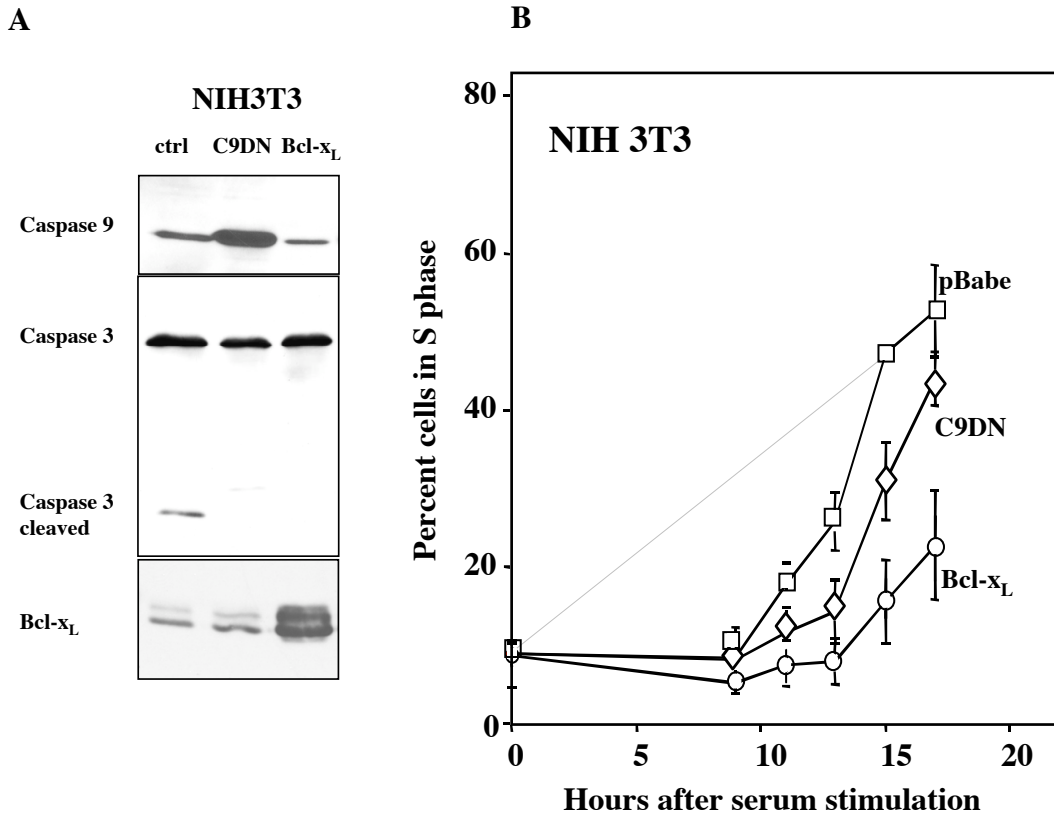 A
NIH3T3
ctrl C9DN Bcl-xL
Caspase 9
Caspase 3
Caspase 3
cleaved
Bcl-xL
B
NIH 3T3
Percent cells in S phase
80
60
40
20
0
pBabe
C9DN
Bcl-xL
0 5 10 15 20
Hours after serum stimulation